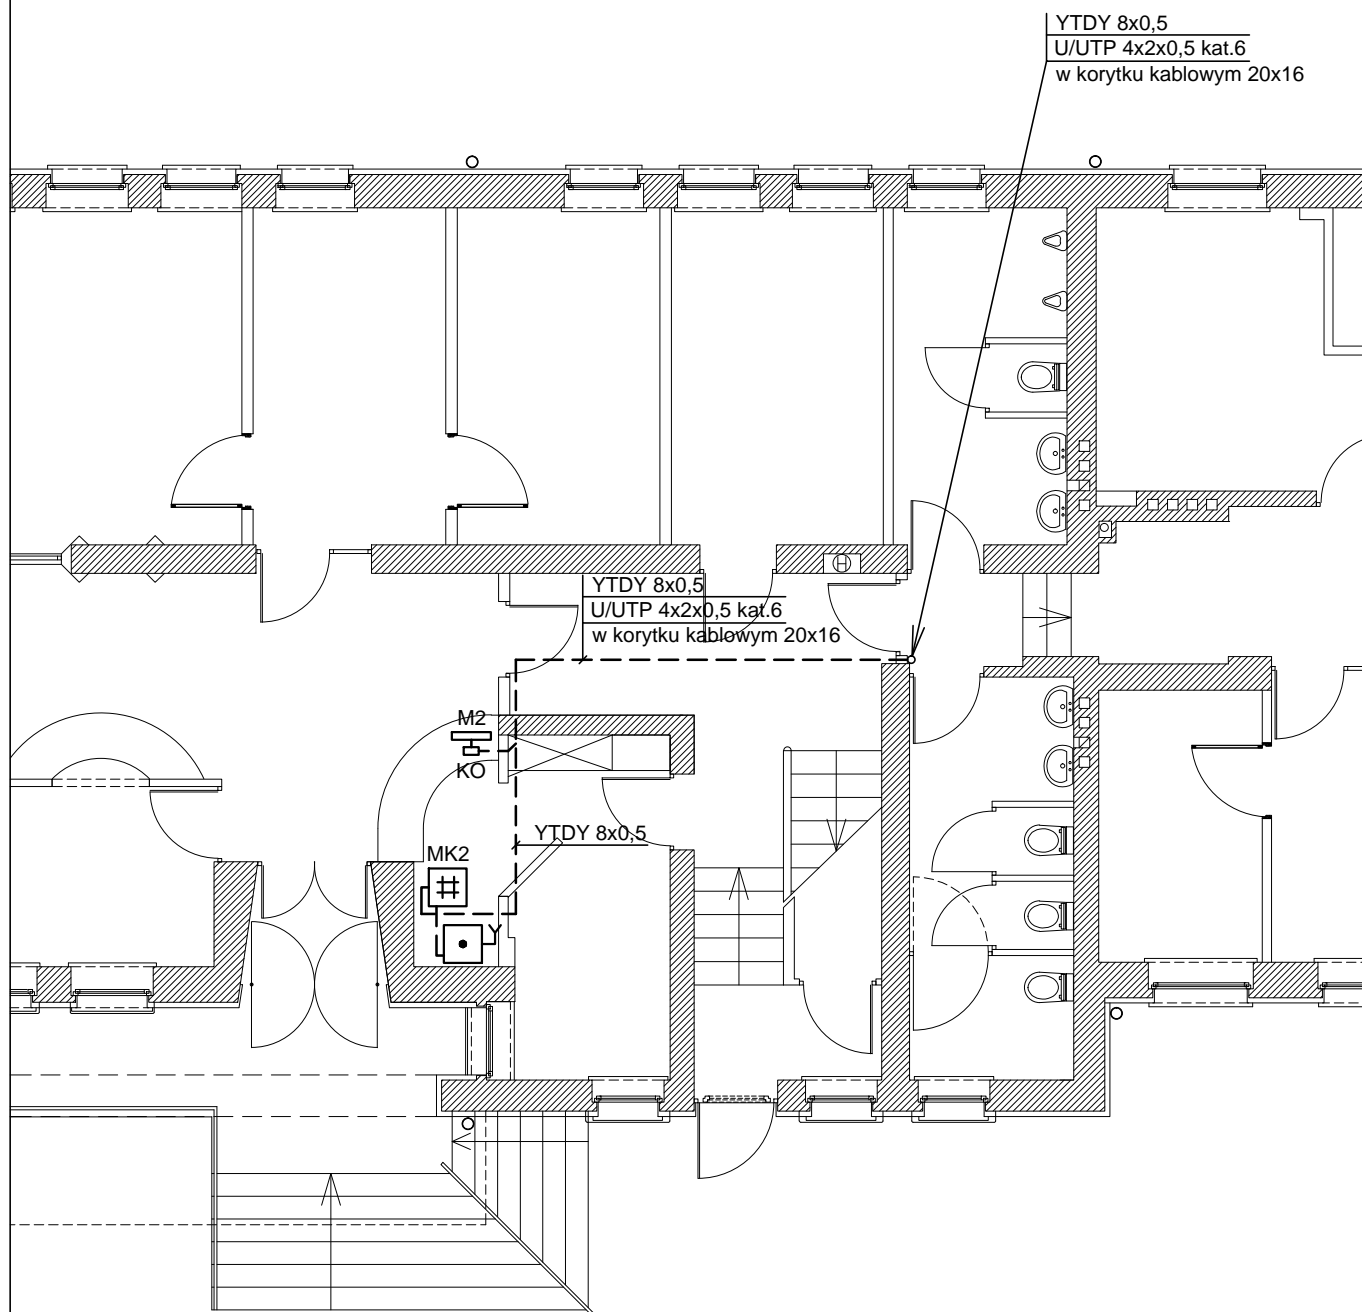 YTDY 8x0,5
U/UTP 4x2x0,5 kat.6
w korytku kablowym 20x16
H
YTDY 8x0,5
U/UTP 4x2x0,5 kat.6
w korytku kablowym 20x16
M2
KO
YTDY 8x0,5
MK2